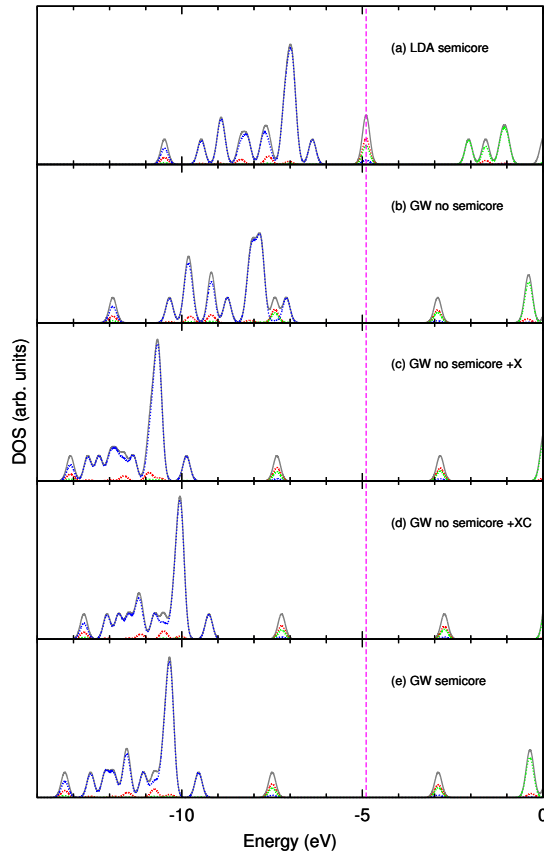 (a) LDA semicore
(b) GW no semicore
(c) GW no semicore +X
(d) GW no semicore +XC
(e) GW semicore
DOS (arb. units)
-10
-5
0
Energy (eV)